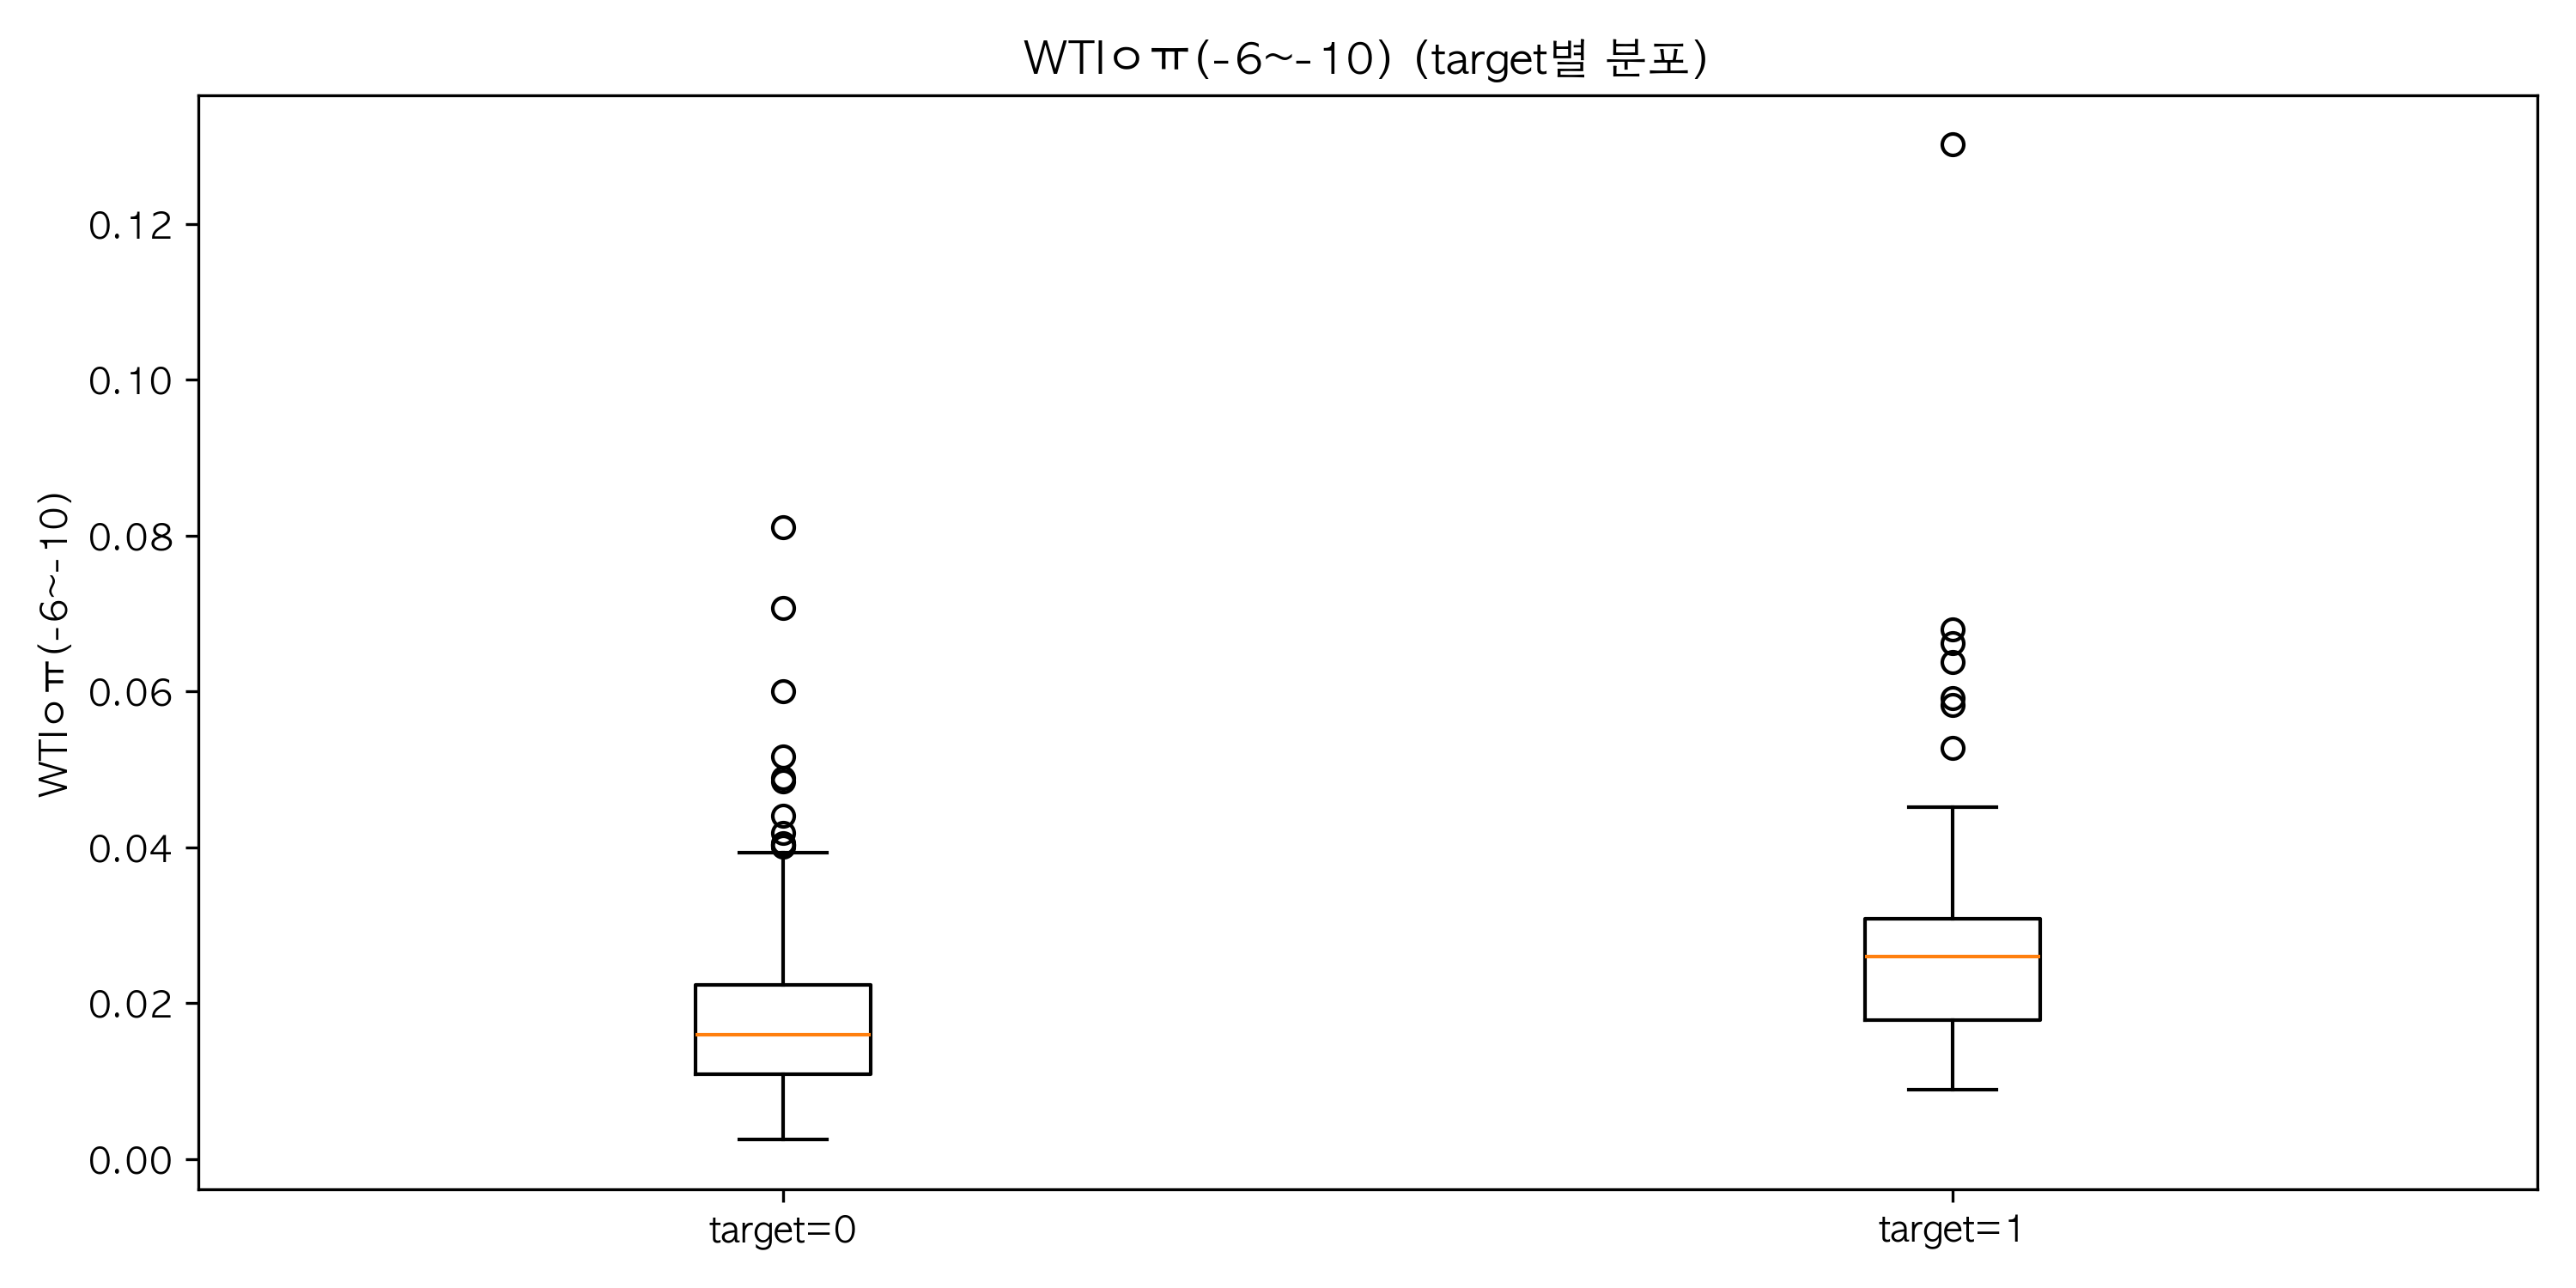 WTIㅇㅠ(-6~-10) (target별 분포)
WTIㅇㅠ(-6~-10)
0.12
0.10
0.08
0.06
0.04
0.02
0.00
target=0
target=1